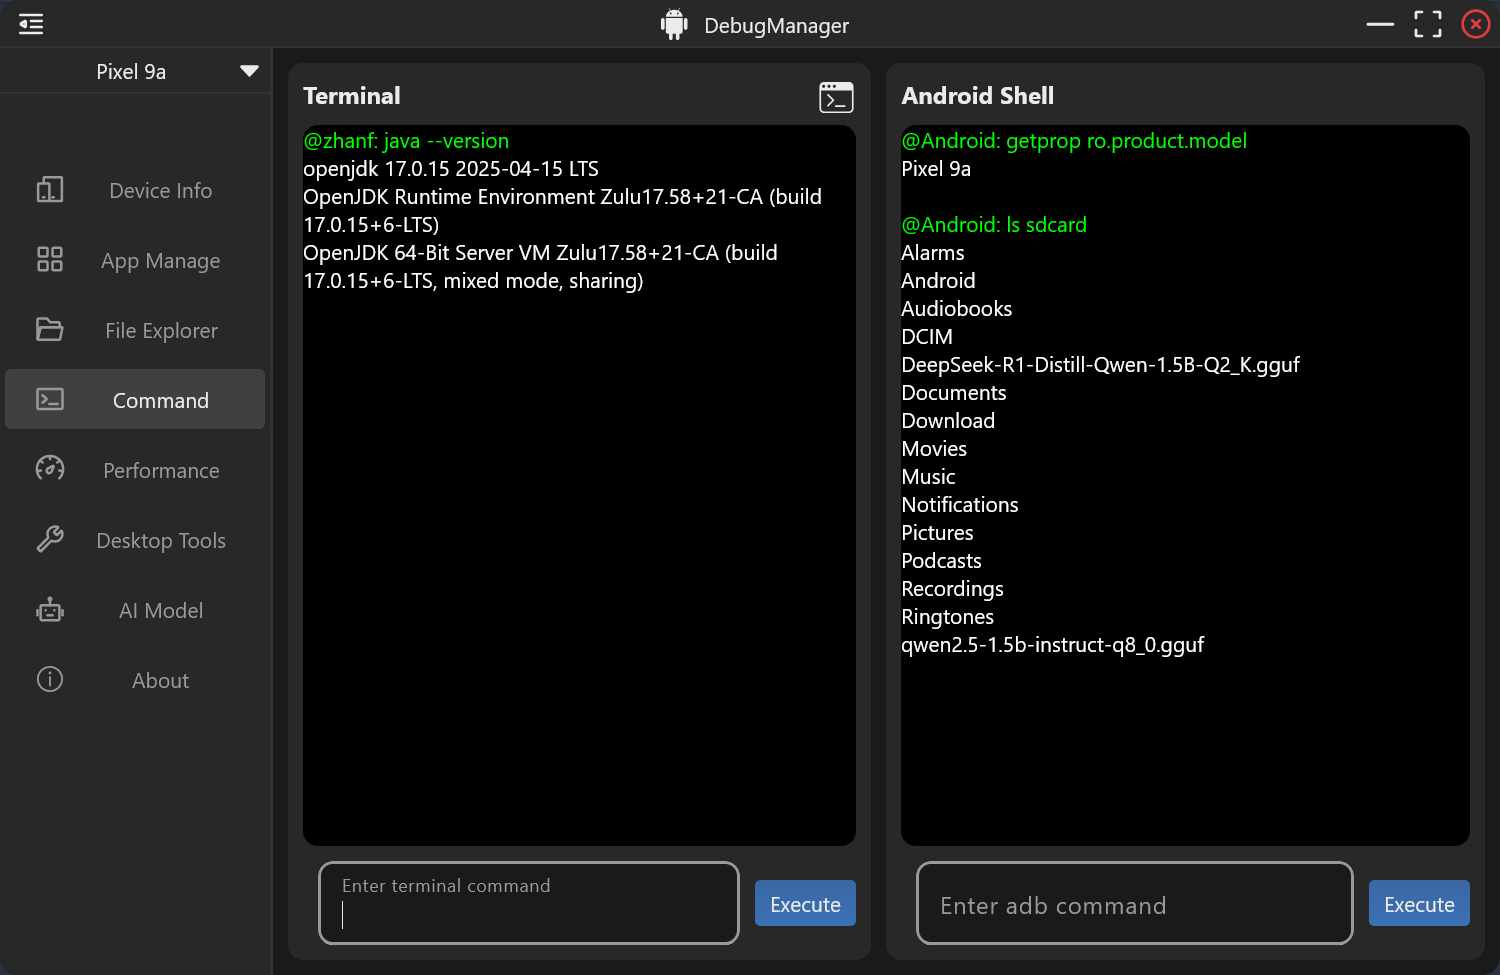 DebugManager
Pixel 9a
Device Info
App Manage
File Explorer
Command
Performance
Desktop Tools
AI Model
About
Terminal
@zhanf: java --version
openjdk 17.0.15 2025-04-15 LTS
OpenJDK Runtime Environment Zulu17.58+21-CA (build
17.0.15+6-LTS)
OpenJDK 64-Bit Server VM Zulu17.58+21-CA (build
17.0.15+6-LTS, mixed mode, sharing)
Enter terminal command
Execute
Android Shell
@Android: getprop ro.product.model
Pixel 9a
@Android: ls sdcard
Alarms
Android
Audiobooks
DCIM
DeepSeek-R1-Distill-Qwen-1.5B-Q2_K.gguf
Documents
Download
Movies
Music
Notifications
Pictures
Podcasts
Recordings
Ringtones
qwen2.5-1.5b-instruct-q8_0.gguf
Enter adb command
Execute